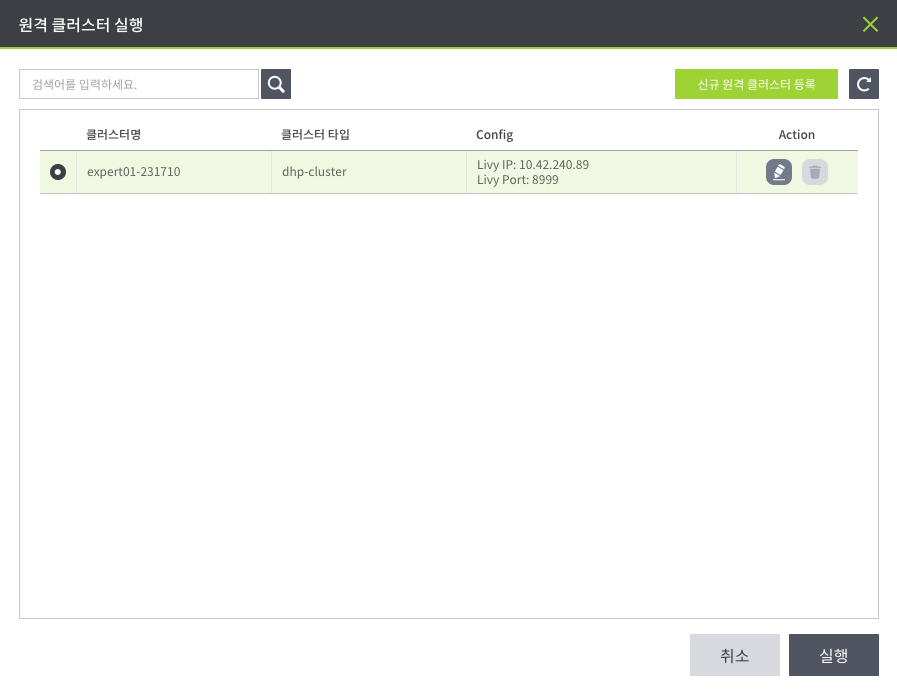 원격 클러스터 실행
검색어를 입력하세요.
신규 원격 클러스터 등록
클러스터명 클러스터 타입 Config Action
expert01-231710 dhp-cluster Livy IP: 10.42.240.89
Livy Port: 8999
취소 실행